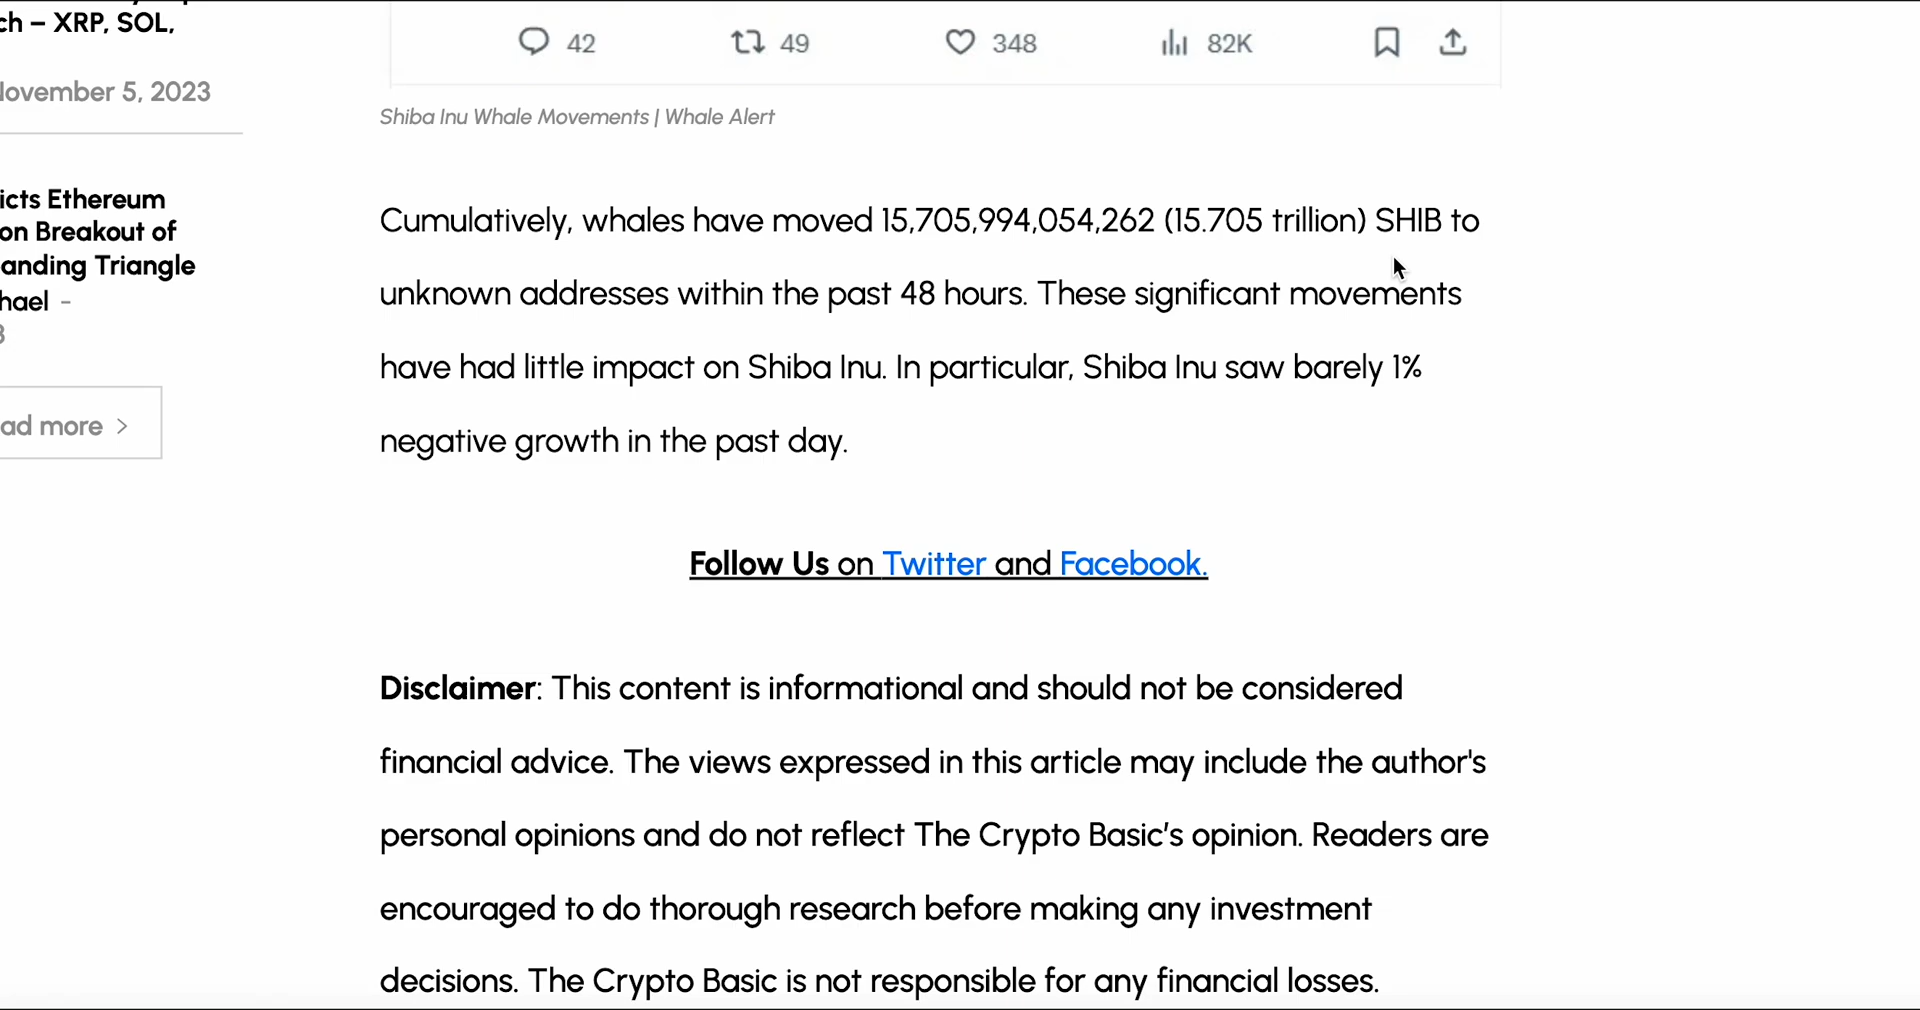 ch – XRP, SOL,
November 5, 2023
icts Ethereum
on Breakout of
anding Triangle
hael -
3
ad more >
42 49 348 82K
Shiba Inu Whale Movements | Whale Alert
Cumulatively, whales have moved 15,705,994,054,262 (15.705 trillion) SHIB to
unknown addresses within the past 48 hours. These significant movements
have had little impact on Shiba Inu. In particular, Shiba Inu saw barely 1%
negative growth in the past day.
Follow Us on Twitter and Facebook.
Disclaimer: This content is informational and should not be considered
financial advice. The views expressed in this article may include the author's
personal opinions and do not reflect The Crypto Basic's opinion. Readers are
encouraged to do thorough research before making any investment
decisions. The Crypto Basic is not responsible for any financial losses.